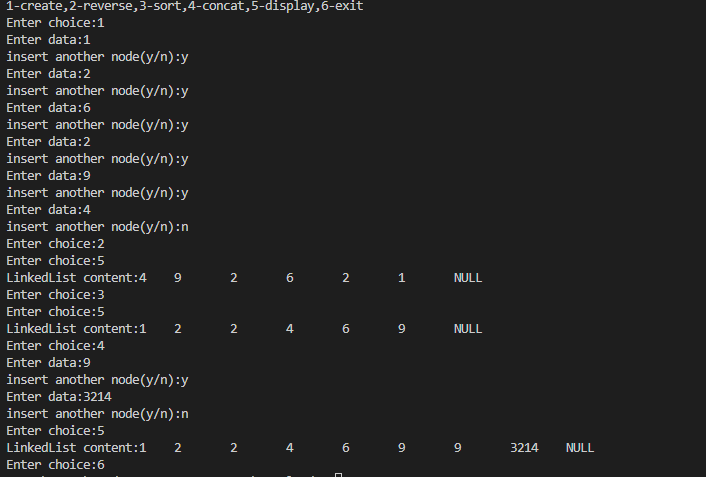 1-create,2-reverse,3-sort,4-concat,5-display,6-exit
Enter choice:1
Enter data:1
insert another node(y/n):y
Enter data:2
insert another node(y/n):y
Enter data:6
insert another node(y/n):y
Enter data:2
insert another node(y/n):y
Enter data:9
insert another node(y/n):y
Enter data:4
insert another node(y/n):n
Enter choice:2
Enter choice:5
LinkedList content:4 9 2 6 2 1 NULL
Enter choice:3
Enter choice:5
LinkedList content:1 2 2 4 6 9 NULL
Enter choice:4
Enter data:9
insert another node(y/n):y
Enter data:3214
insert another node(y/n):n
Enter choice:5
LinkedList content:1 2 2 4 6 9 9 3214 NULL
Enter choice:6